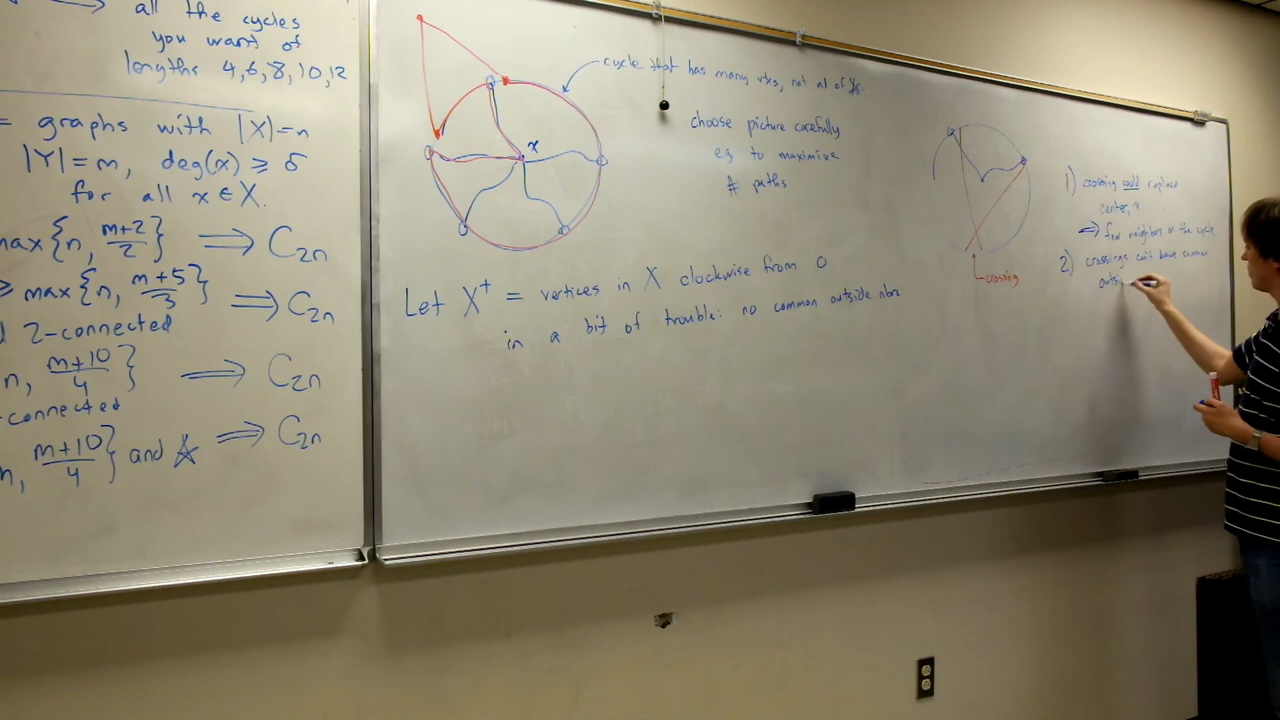 ⟹ all the cycles
you want of
lengths 4,6,8,10,12
= graphs with |X|=n
|Y|=m, deg(x) ≥ δ
for all x ∈ X.
max{n, m+2/2} ⟹ C2n
≥ max{n, m+5/3} ⟹ C2n
2-connected
n, m+10/4} ⟹ C2n
-connected
n, m+10/4} and ☆ ⟹ C2n
cycle that has many vtxs, not all of
x
choose picture carefully
e.g. to maximize
# paths
Let X⁺ = vertices in X clockwise from o
in a bit of trouble: no common outside nbrs
crossing
1) crossing could replace
center, x
⟹ few neighbors on the cycle
2) crossings can't have common
outs